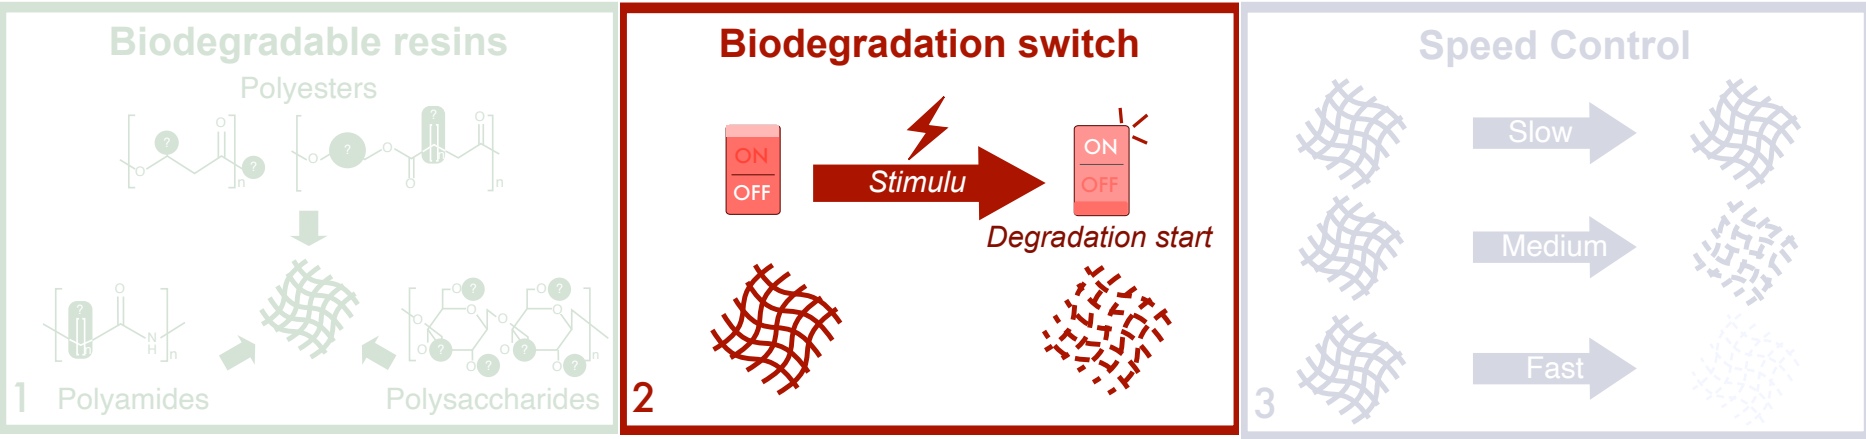 Biodegradable resins
Polyesters
?
O
O
?
n
O
?
O
O
?
n
O
O
n
?
n
O
N
H
n
O
?
O
?
O
O
O
O
O
?
O
?
O
?
O
?
n
1
Polyamides
Polysaccharides
Biodegradation switch
ON
OFF
Stimulu
ON
OFF
Degradation start
2
Speed Control
Slow
Medium
Fast
3